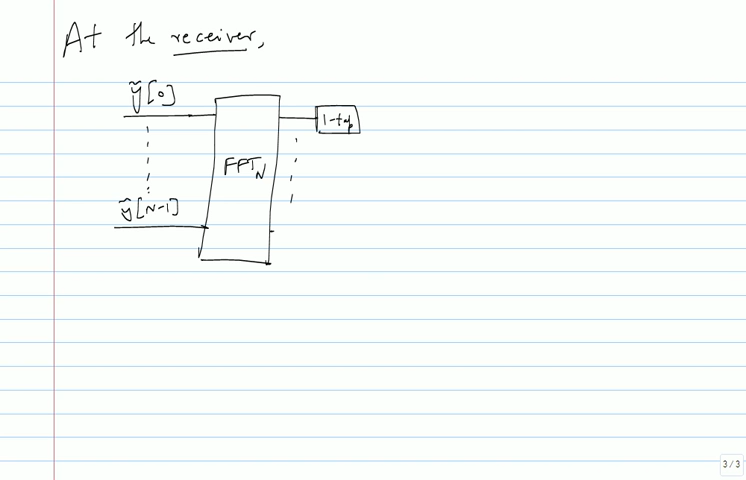 At the receiver,
ỹ[0]
1-tap
FFT_N
ỹ[N-1]
3 / 3